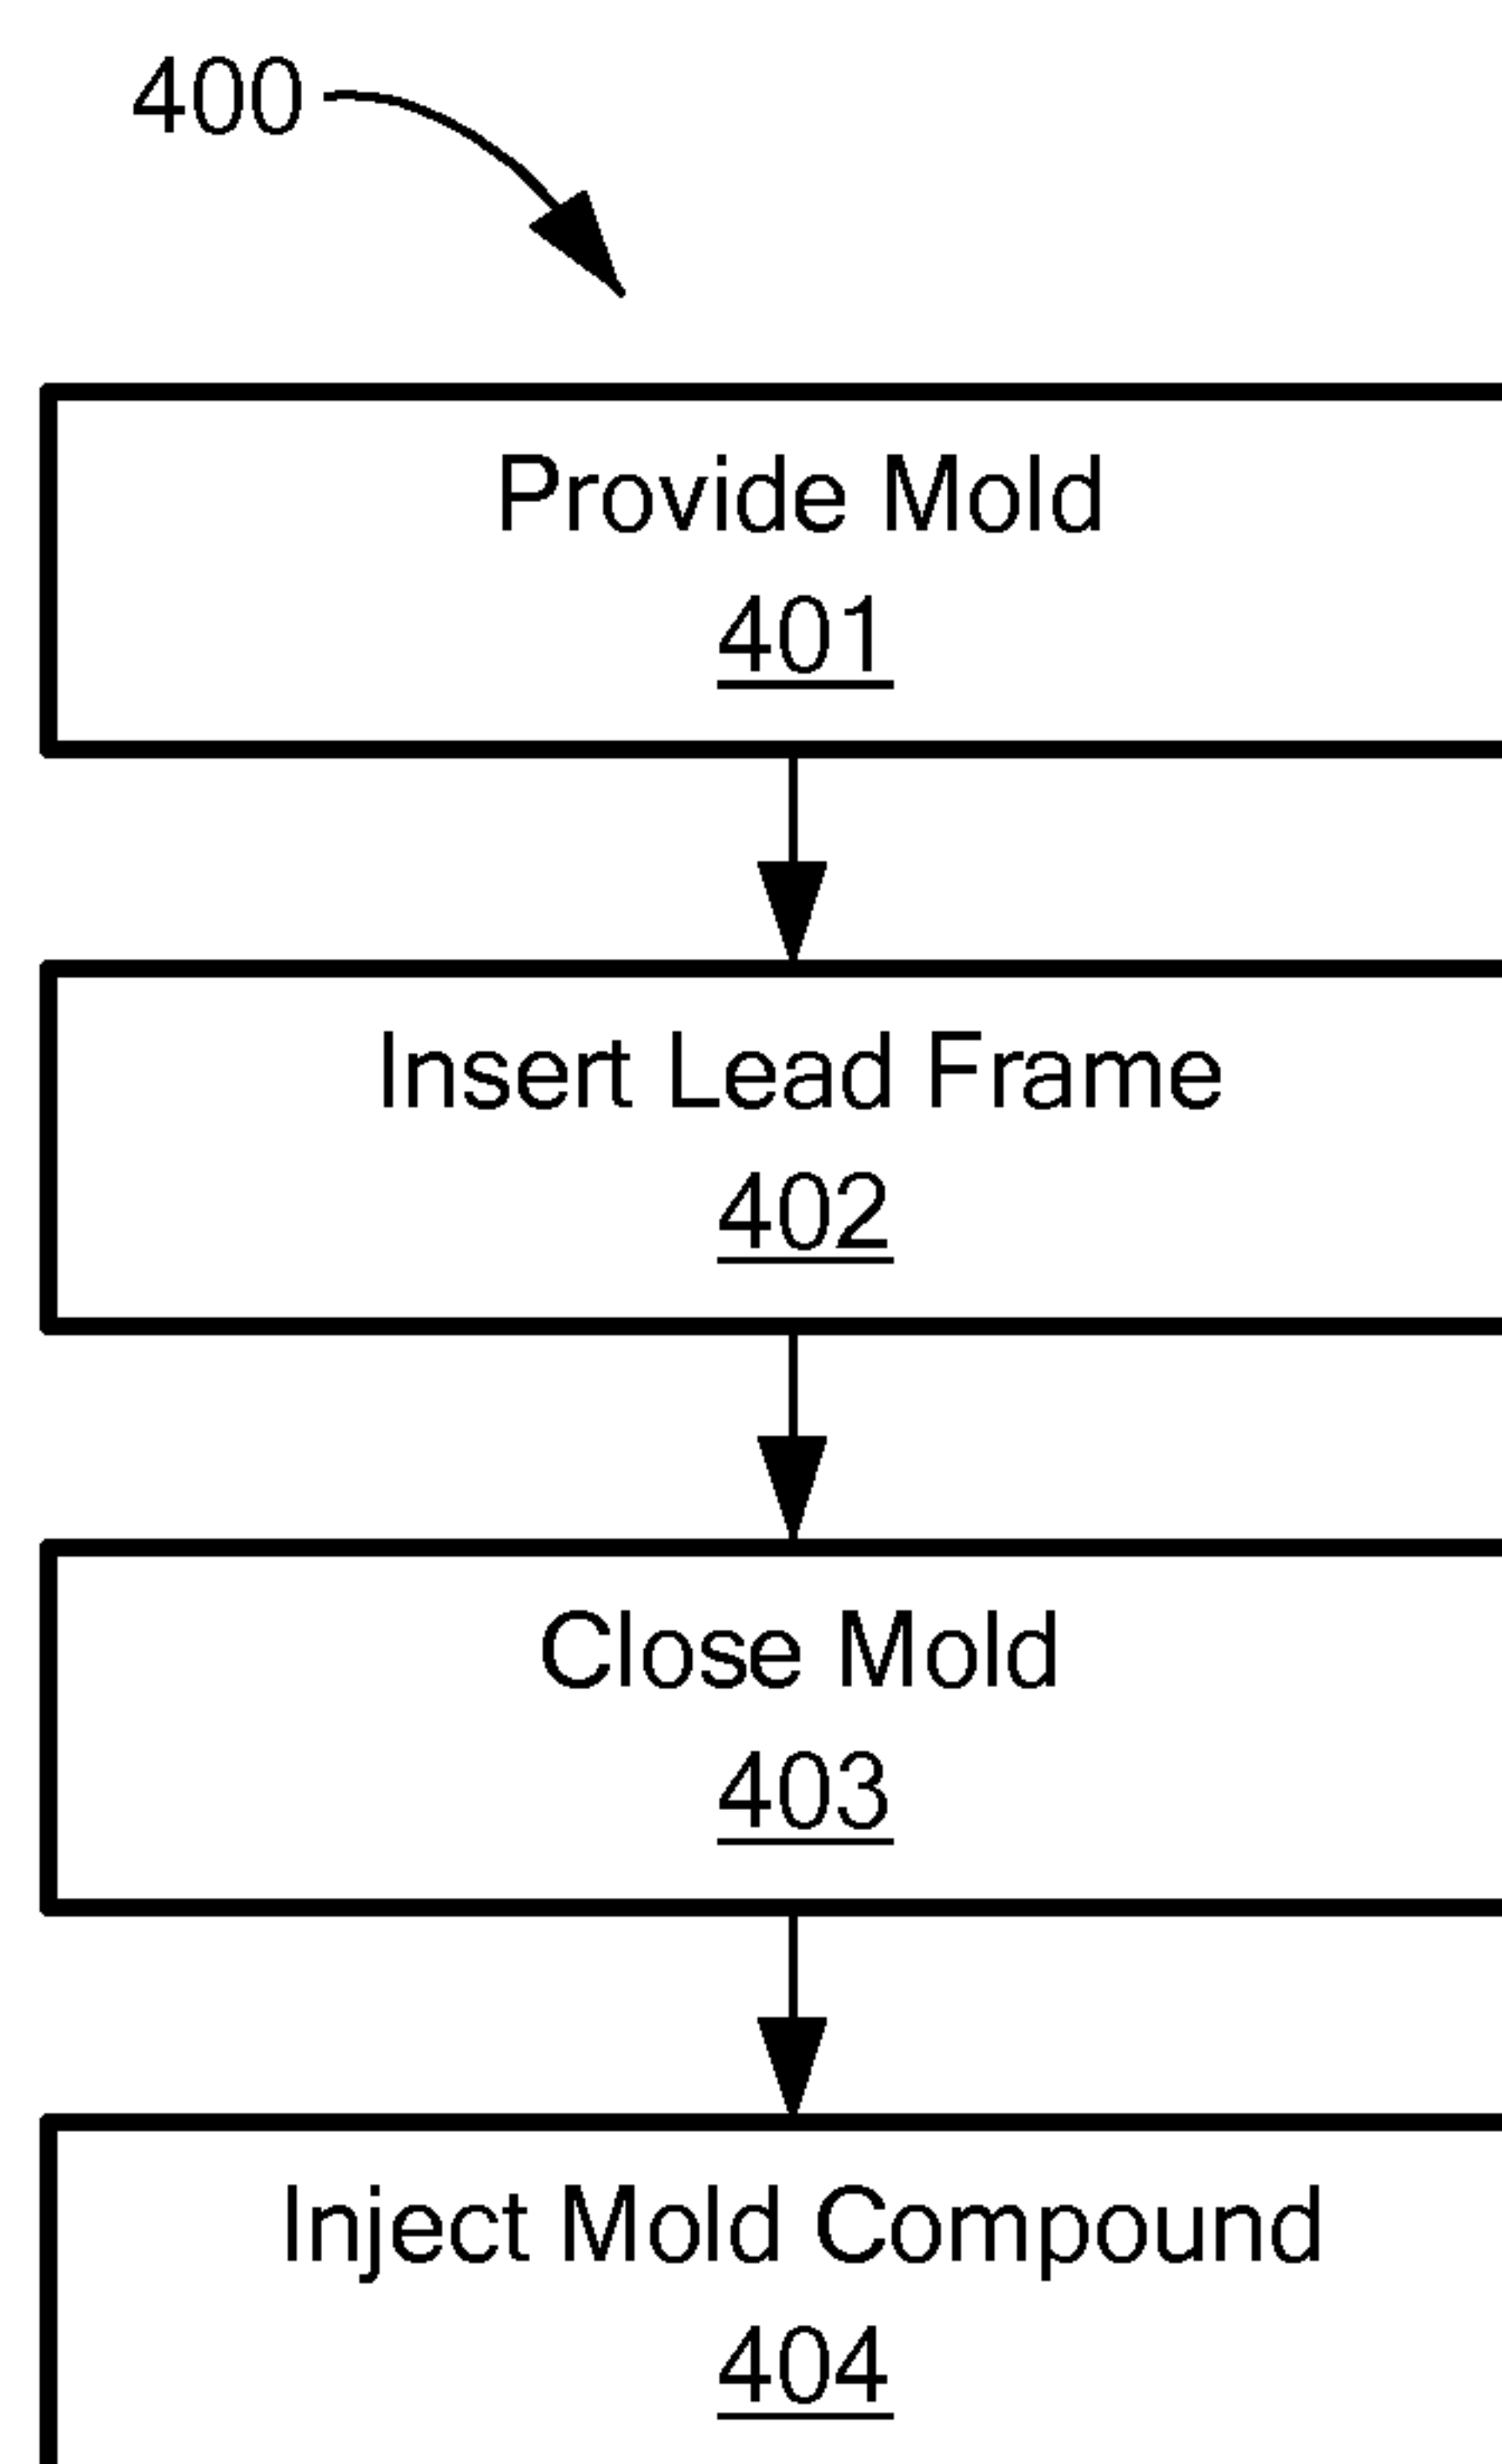 400
Provide Mold
401
Insert Lead Frame
402
Close Mold
403
Inject Mold Compound
404